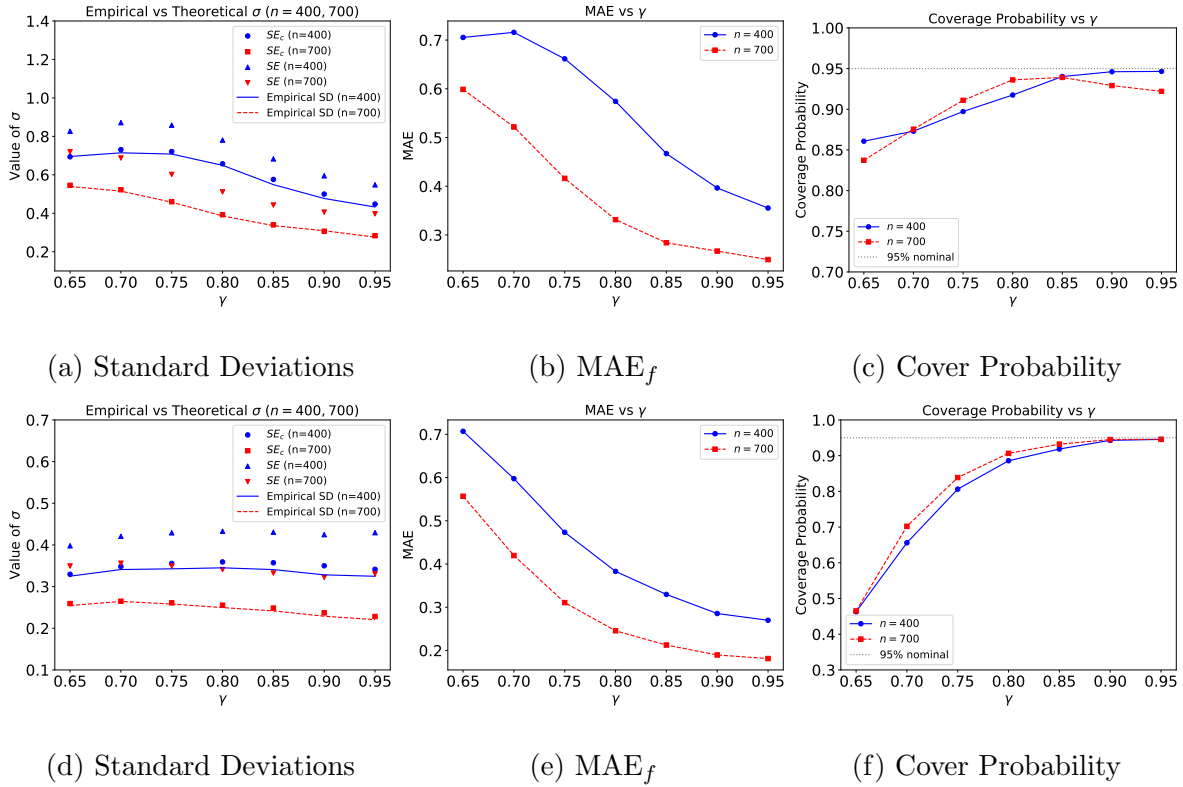 Empirical vs Theoretical σ (n = 400, 700)
Value of σ
1.4
1.2
1.0
0.8
0.6
0.4
0.2
SE_c (n=400)
SE_c (n=700)
SE (n=400)
SE (n=700)
Empirical SD (n=400)
Empirical SD (n=700)
0.65 0.70 0.75 0.80 0.85 0.90 0.95
γ
(a) Standard Deviations
MAE vs γ
MAE
0.7
0.6
0.5
0.4
0.3
n = 400
n = 700
0.65 0.70 0.75 0.80 0.85 0.90 0.95
γ
(b) MAE_f
Coverage Probability vs γ
Coverage Probability
1.00
0.95
0.90
0.85
0.80
0.75
0.70
n = 400
n = 700
95% nominal
0.65 0.70 0.75 0.80 0.85 0.90 0.95
γ
(c) Cover Probability
Empirical vs Theoretical σ (n = 400, 700)
Value of σ
0.7
0.6
0.5
0.4
0.3
0.2
0.1
SE_c (n=400)
SE_c (n=700)
SE (n=400)
SE (n=700)
Empirical SD (n=400)
Empirical SD (n=700)
0.65 0.70 0.75 0.80 0.85 0.90 0.95
γ
(d) Standard Deviations
MAE vs γ
MAE
0.7
0.6
0.5
0.4
0.3
0.2
n = 400
n = 700
0.65 0.70 0.75 0.80 0.85 0.90 0.95
γ
(e) MAE_f
Coverage Probability vs γ
Coverage Probability
1.0
0.9
0.8
0.7
0.6
0.5
0.4
0.3
n = 400
n = 700
95% nominal
0.65 0.70 0.75 0.80 0.85 0.90 0.95
γ
(f) Cover Probability